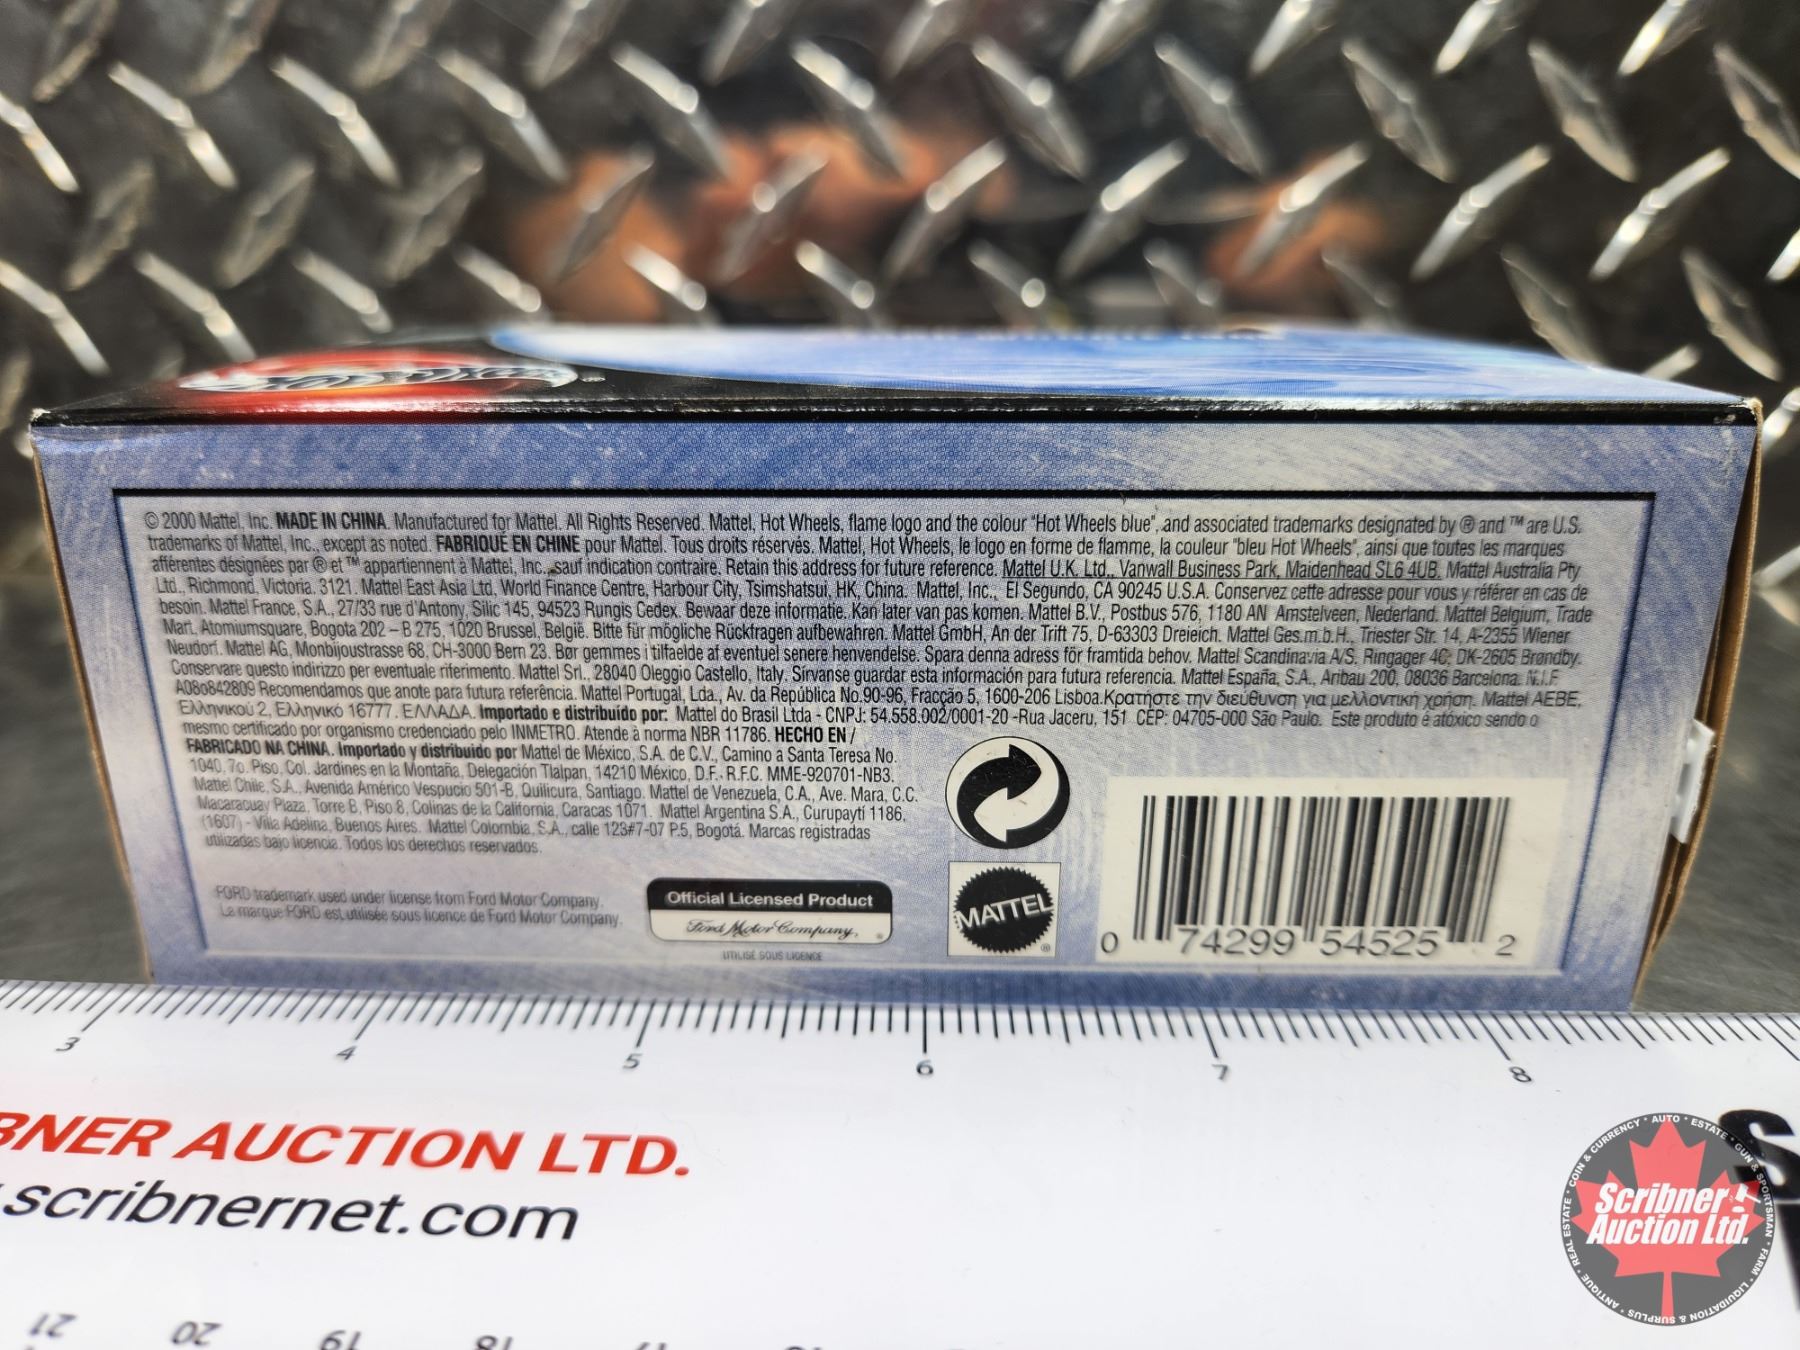 © 2000 Mattel, Inc. MADE IN CHINA. Manufactured for Mattel. All Rights Reserved. Mattel, Hot Wheels, flame logo and the colour "Hot Wheels blue", and associated trademarks designated by ® and ™ are U.S.
trademarks of Mattel, Inc., except as noted. FABRIQUÉ EN CHINE pour Mattel. Tous droits réservés. Mattel, Hot Wheels, le logo en forme de flamme, la couleur "bleu Hot Wheels", ainsi que toutes les marques
afférentes désignées par ® et ™ appartiennent à Mattel, Inc., sauf indication contraire. Retain this address for future reference. Mattel U.K. Ltd., Vanwall Business Park, Maidenhead SL6 4UB. Mattel Australia Pty
Ltd., Richmond, Victoria. 3121. Mattel East Asia Ltd, World Finance Centre, Harbour City, Tsimshatsui, HK, China. Mattel, Inc., El Segundo, CA 90245 U.S.A. Conservez cette adresse pour vous y référer en cas de
besoin. Mattel France, S.A., 27/33 rue d'Antony, Silic 145, 94523 Rungis Cedex. Bewaar deze informatie. Kan later van pas komen. Mattel B.V., Postbus 576, 1180 AN Amstelveen, Nederland. Mattel Belgium, Trade
Mart, Atomiumsquare, Bogota 202 – B 275, 1020 Brussel, België. Bitte für mögliche Rückfragen aufbewahren. Mattel GmbH, An der Trift 75, D-63303 Dreieich. Mattel Ges.m.b.H., Triester Str. 14, A-2355 Wiener
Neudorf. Mattel AG, Monbijoustrasse 68, CH-3000 Bern 23. Bør gemmes i tilfælde af eventuel senere henvendelse. Spara denna adress för framtida behov. Mattel Scandinavia A/S, Ringager 4C, DK-2605 Brøndby.
Conservare questo indirizzo per eventuale riferimento. Mattel Srl., 28040 Oleggio Castello, Italy. Sírvanse guardar esta información para futura referencia. Mattel España, S.A., Aribau 200, 08036 Barcelona. N.I.F
A08o842809 Recomendamos que anote para futura referência. Mattel Portugal, Lda., Av. da República No.90-96, Fracção 5, 1600-206 Lisboa.Κρατήστε την διεύθυνση για μελλοντική χρήση. Mattel AEBE,
Ελληνικού 2, Ελληνικό 16777. ΕΛΛΑΔΑ. Importado e distribuído por: Mattel do Brasil Ltda - CNPJ: 54.558.002/0001-20 -Rua Jaceru, 151 CEP: 04705-000 São Paulo. Este produto é atóxico sendo o
mesmo certificado por organismo credenciado pelo INMETRO. Atende à norma NBR 11786. HECHO EN /
FABRICADO NA CHINA. Importado y distribuido por Mattel de México, S.A. de C.V., Camino a Santa Teresa No.
1040, 7o. Piso, Col. Jardines en la Montaña, Delegación Tlalpan, 14210 México, D.F. R.F.C. MME-920701-NB3.
Mattel Chile, S.A., Avenida Américo Vespucio 501-B, Quilicura, Santiago. Mattel de Venezuela, C.A., Ave. Mara, C.C.
Macaracuay Plaza, Torre B, Piso 8, Colinas de la California, Caracas 1071. Mattel Argentina S.A., Curupaytí 1186,
(1607) - Villa Adelina, Buenos Aires. Mattel Colombia, S.A., calle 123#7-07 P.5, Bogotá. Marcas registradas
utilizadas bajo licencia. Todos los derechos reservados.
FORD trademark used under license from Ford Motor Company.
La marque FORD est utilisée sous licence de Ford Motor Company.
Official Licensed Product
Ford Motor Company.
UTILISÉ SOUS LICENCE
MATTEL ®
0 74299 54525 2
3 4 5 6 7 8
BNER AUCTION LTD.
.scribnernet.com
21 20 19 18
Scribner
Auction Ltd.
AUTO • ESTATE • GUN & SPORTSMAN • FARM • LIQUIDATION & SURPLUS • ANTIQUE • REAL ESTATE • COIN & CURRENCY •